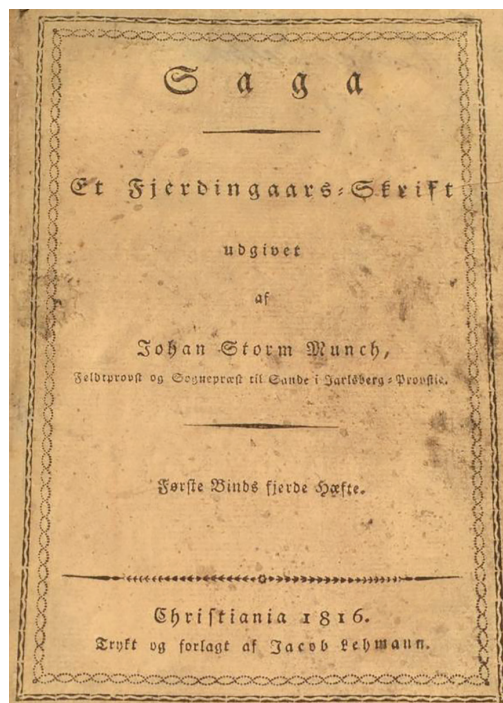 Saga
Et Fjerdingaars-Skrift
udgivet
af
Johan Storm Munch,
Feldtprovst og Sognepræst til Sande i Jarlsberg-Provstie.
Første Binds fjerde Hæfte.
Christiania 1816.
Trykt og forlagt af Jacob Lehmann.